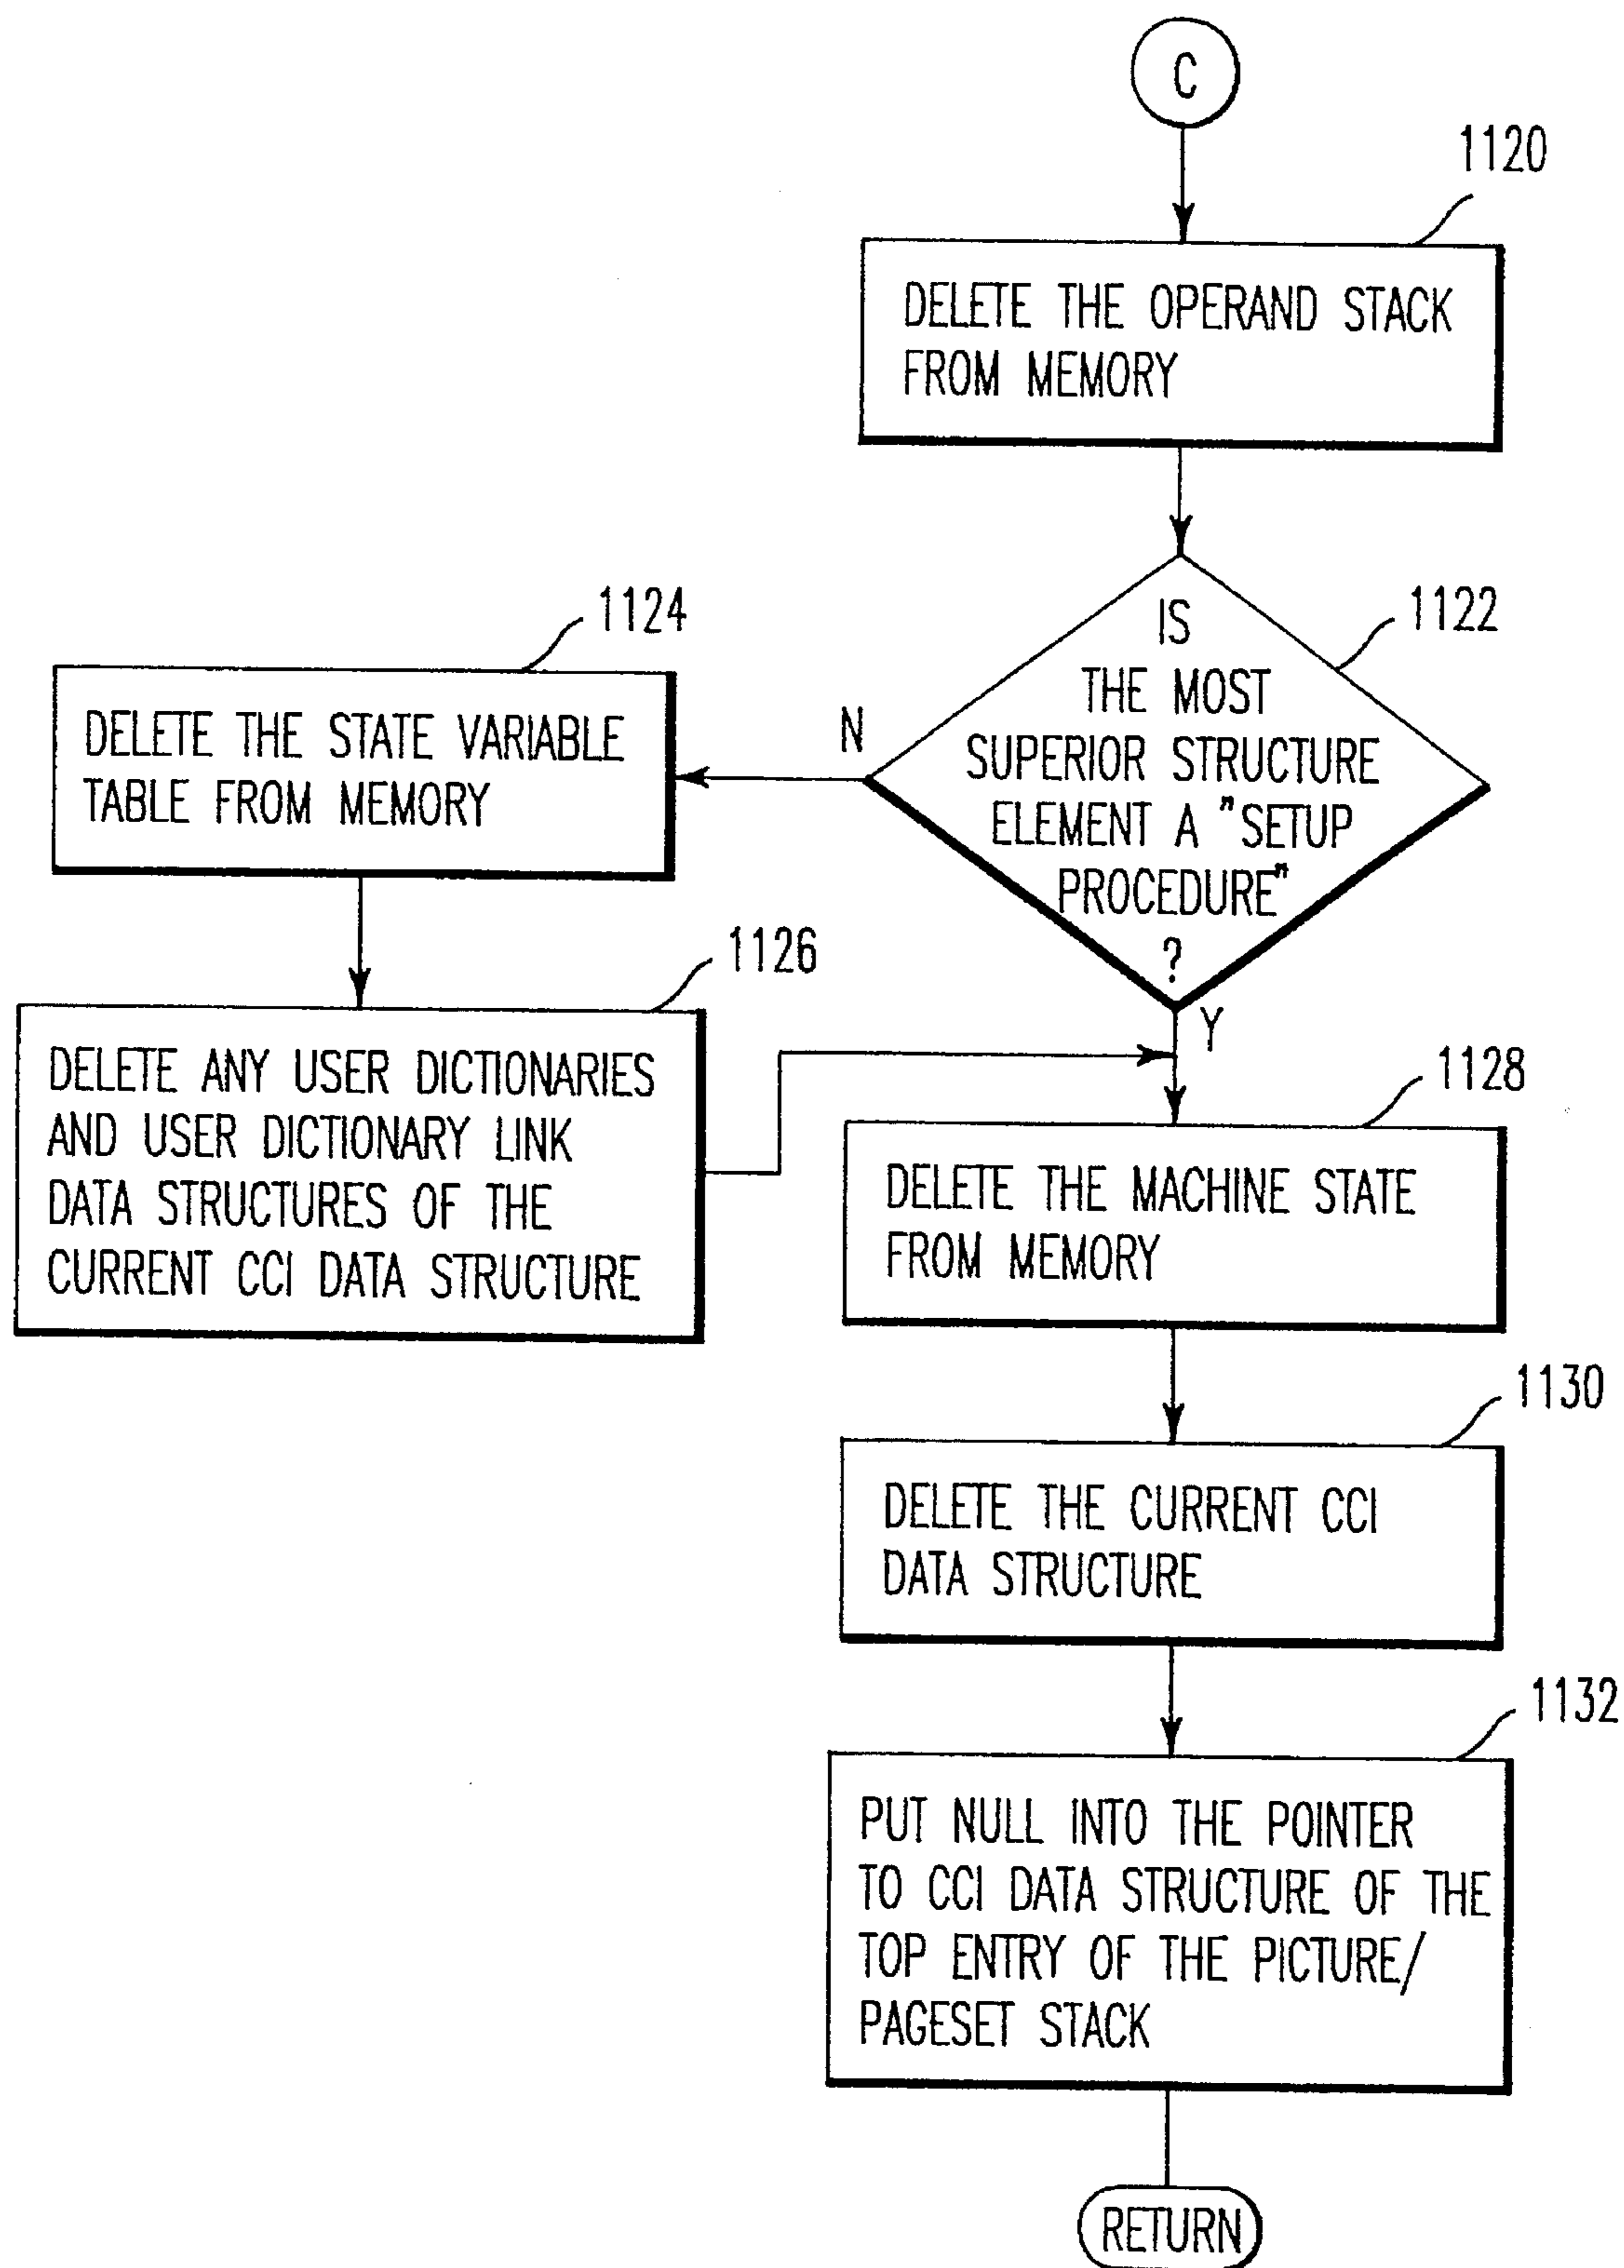 C
1120
DELETE THE OPERAND STACK
FROM MEMORY
1122
IS
THE MOST
SUPERIOR STRUCTURE
ELEMENT A "SETUP
PROCEDURE"
?
N
Y
1124
DELETE THE STATE VARIABLE
TABLE FROM MEMORY
1126
DELETE ANY USER DICTIONARIES
AND USER DICTIONARY LINK
DATA STRUCTURES OF THE
CURRENT CCI DATA STRUCTURE
1128
DELETE THE MACHINE STATE
FROM MEMORY
1130
DELETE THE CURRENT CCI
DATA STRUCTURE
1132
PUT NULL INTO THE POINTER
TO CCI DATA STRUCTURE OF THE
TOP ENTRY OF THE PICTURE/
PAGESET STACK
RETURN